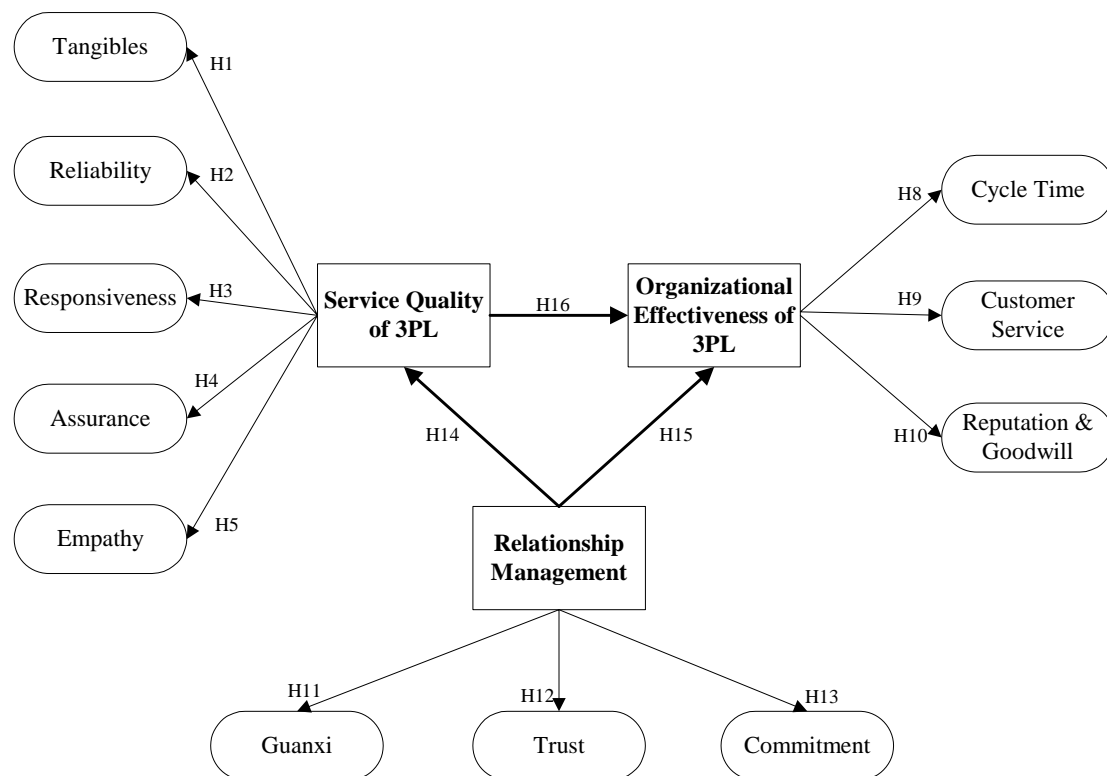 Tangibles
H1
Reliability
H2
Responsiveness
H3
Assurance
H4
Empathy
H5
Service Quality
of 3PL
H16
Organizational
Effectiveness of
3PL
H8
Cycle Time
H9
Customer
Service
H10
Reputation &
Goodwill
H14
H15
Relationship
Management
H11
H12
H13
Guanxi
Trust
Commitment